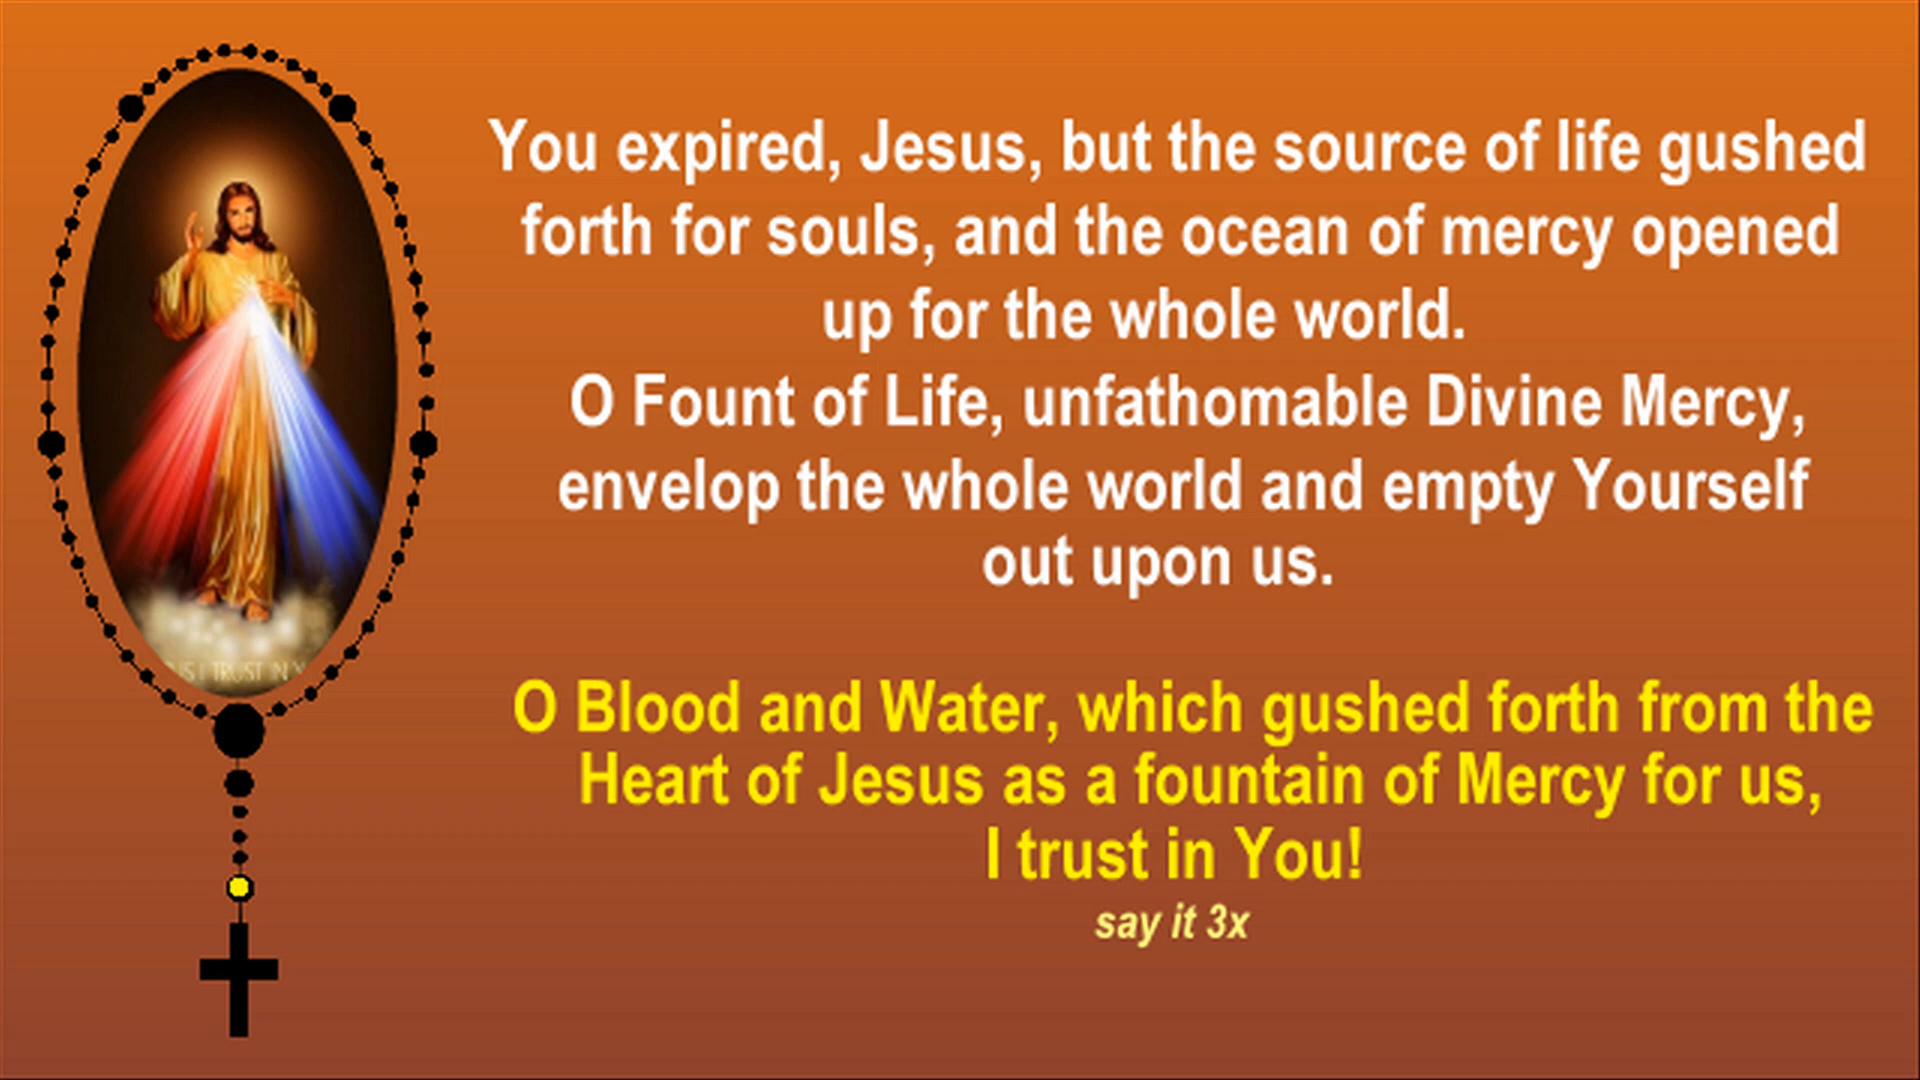 You expired, Jesus, but the source of life gushed
forth for souls, and the ocean of mercy opened
up for the whole world.
O Fount of Life, unfathomable Divine Mercy,
envelop the whole world and empty Yourself
out upon us.
O Blood and Water, which gushed forth from the
Heart of Jesus as a fountain of Mercy for us,
I trust in You!
say it 3x
TRUST IN